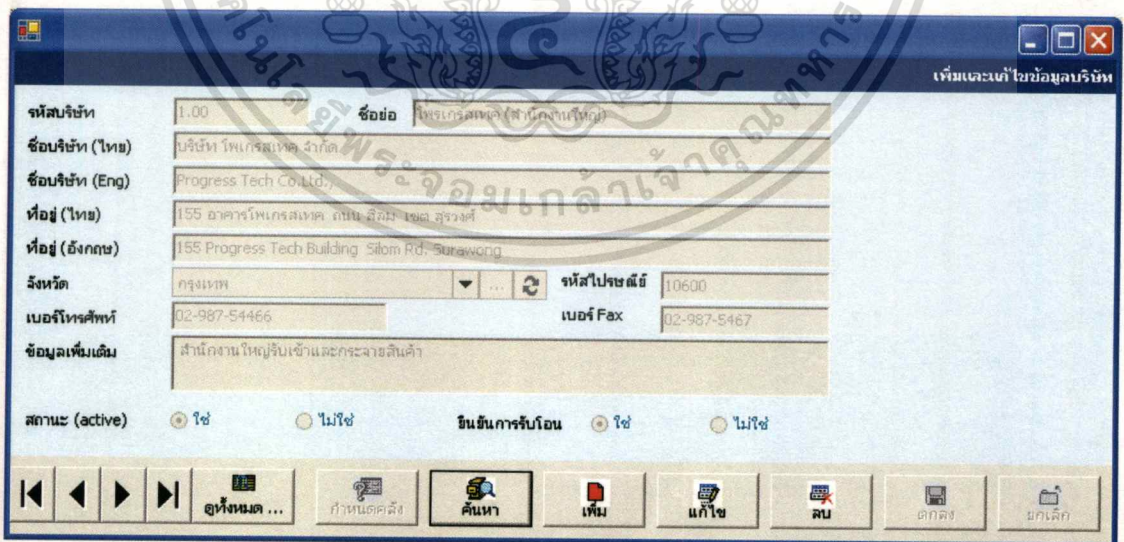 เพิ่มและแก้ไขข้อมูลบริษัท
รหัสบริษัท 1.00 ชื่อย่อ โพรเกรสเทค (สำนักงานใหญ่)
ชื่อบริษัท (ไทย) บริษัท โพเกรสเทค จำกัด
ชื่อบริษัท (Eng) Progress Tech Co.Ltd.,
ที่อยู่ (ไทย) 155 อาคารโพเกรสเทค ถนน สีลม เขต สุรวงศ์
ที่อยู่ (อังกฤษ) 155 Progress Tech Building Silom Rd. Surawong
จังหวัด กรุงเทพ ... รหัสไปรษณีย์ 10600
เบอร์โทรศัพท์ 02-987-54466 เบอร์ Fax 02-987-5467
ข้อมูลเพิ่มเติม สำนักงานใหญ่รับเข้าและกระจายสินค้า
สถานะ (active) ใช่ ไม่ใช่ ยืนยันการรับโอน ใช่ ไม่ใช่
ดูทั้งหมด ... กำหนดคลัง ค้นหา เพิ่ม แก้ไข ลบ ตกลง ยกเลิก